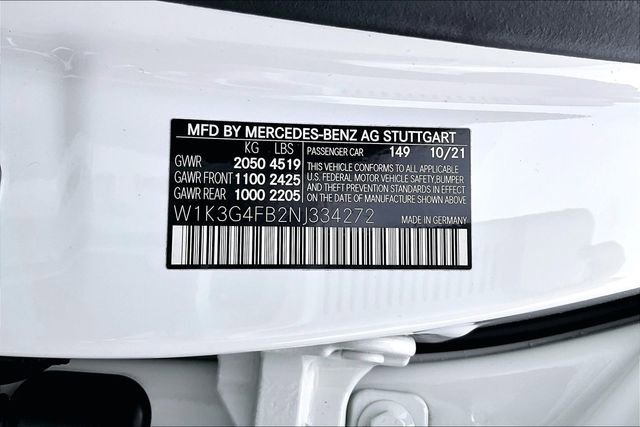 MFD BY MERCEDES-BENZ AG STUTTGART
KG LBS PASSENGER CAR 149 10/21
GWR 2050 4519 THIS VEHICLE CONFORMS TO ALL APPLICABLE
GAWR FRONT 1100 2425 U.S. FEDERAL MOTOR VEHICLE SAFETY, BUMPER
GAWR REAR 1000 2205 AND THEFT PREVENTION STANDARDS IN EFFECT
ON THE DATE OF MANUFACTURE SHOWN ABOVE
W1K3G4FB2NJ334272 MADE IN GERMANY